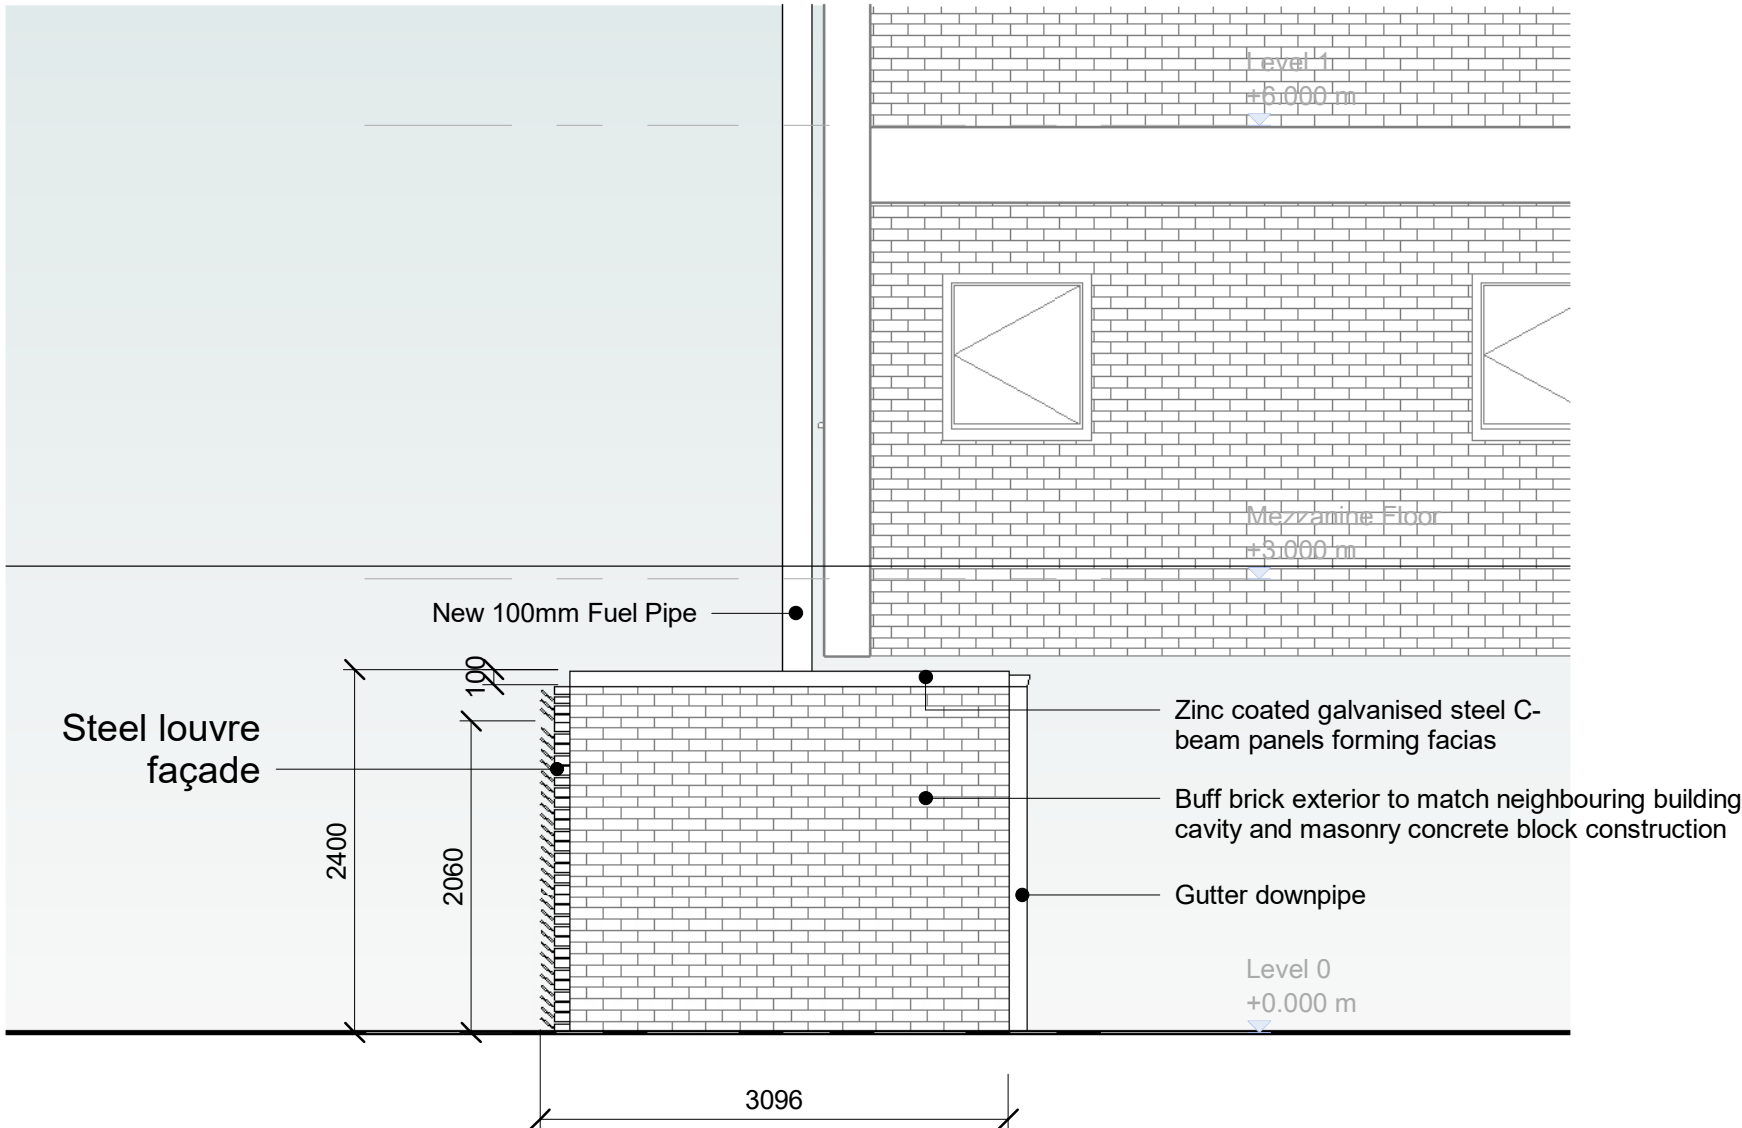 Level 1
+6.000 m
Mezzanine Floor
+3.000 m
New 100mm Fuel Pipe
100
Steel louvre
façade
Zinc coated galvanised steel C-
beam panels forming facias
Buff brick exterior to match neighbouring building
cavity and masonry concrete block construction
2400
2060
Gutter downpipe
Level 0
+0.000 m
3096